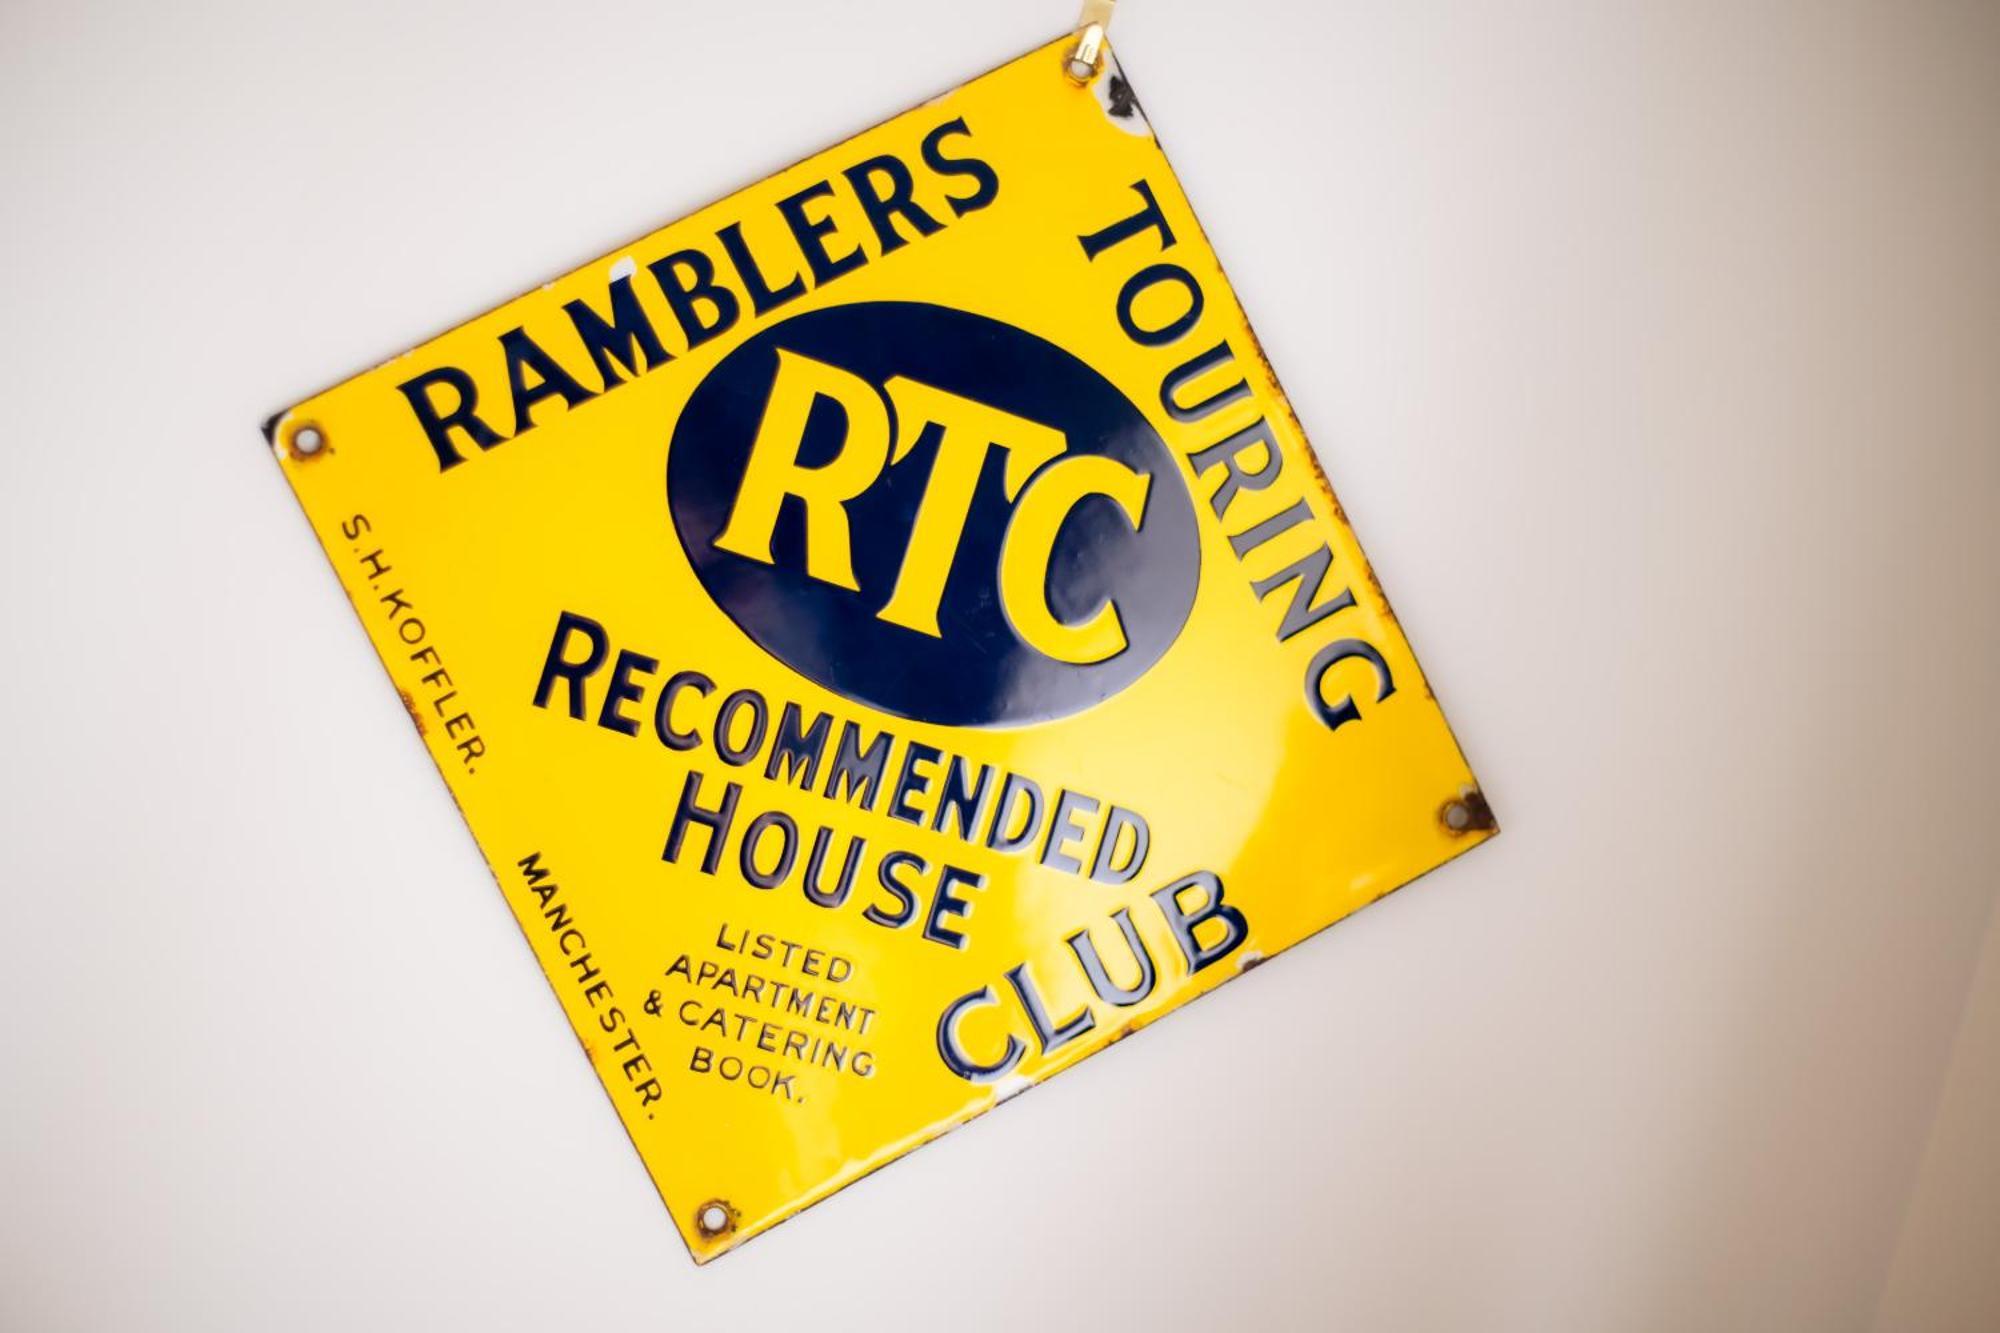 RAMBLERS
TOURING
CLUB
RTC
RECOMMENDED
HOUSE
LISTED
APARTMENT
& CATERING
BOOK.
S.H.KOFFLER.
MANCHESTER.